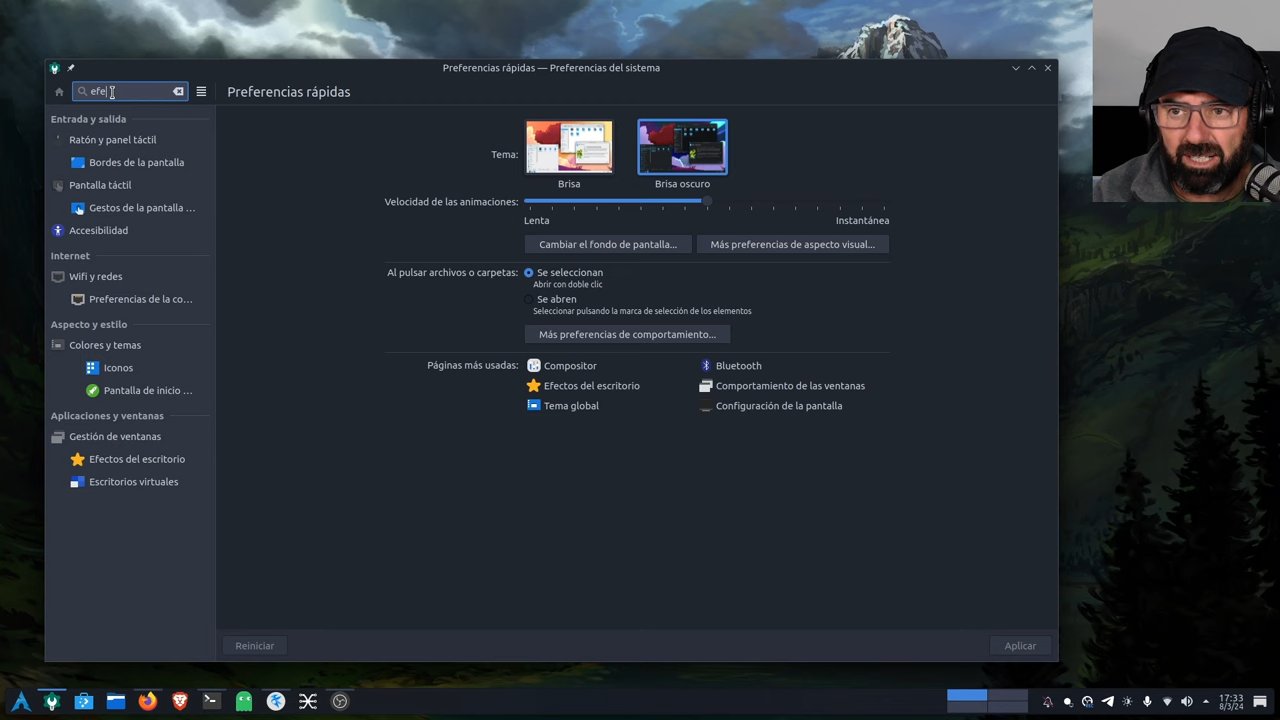 Preferencias rápidas — Preferencias del sistema
efe
Preferencias rápidas
Entrada y salida
Ratón y panel táctil
Bordes de la pantalla
Pantalla táctil
Gestos de la pantalla ...
Accesibilidad
Internet
Wifi y redes
Preferencias de la co...
Aspecto y estilo
Colores y temas
Iconos
Pantalla de inicio ...
Aplicaciones y ventanas
Gestión de ventanas
Efectos del escritorio
Escritorios virtuales
Tema:
Brisa
Brisa oscuro
Velocidad de las animaciones:
Lenta
Instantánea
Cambiar el fondo de pantalla...
Más preferencias de aspecto visual...
Al pulsar archivos o carpetas:
Se seleccionan
Abrir con doble clic
Se abren
Seleccionar pulsando la marca de selección de los elementos
Más preferencias de comportamiento...
Páginas más usadas:
Compositor
Bluetooth
Efectos del escritorio
Comportamiento de las ventanas
Tema global
Configuración de la pantalla
Reiniciar
Aplicar
17:33
8/3/24